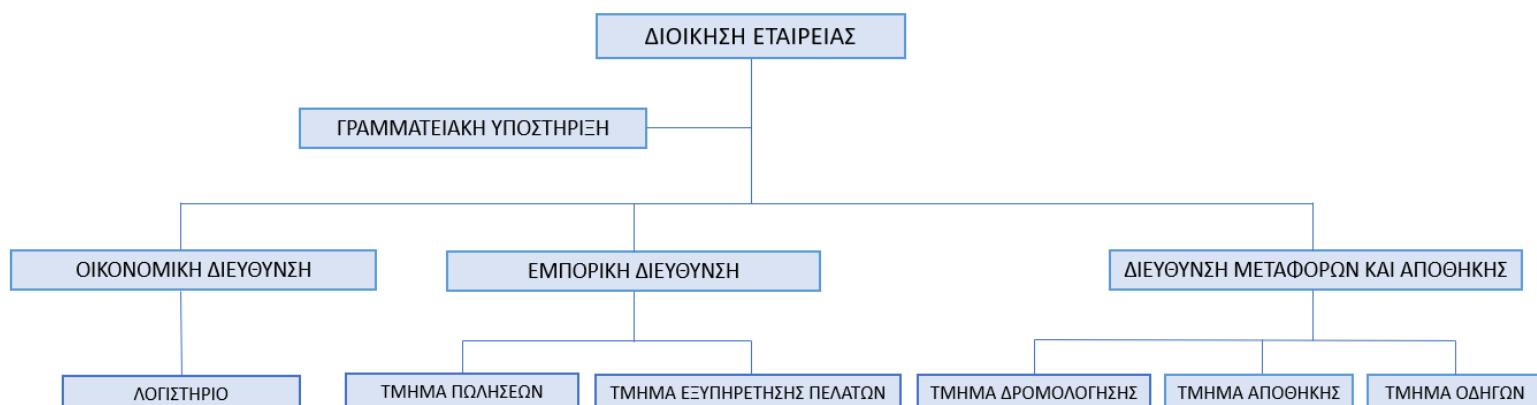 ΔΙΟΙΚΗΣΗ ΕΤΑΙΡΕΙΑΣ
ΓΡΑΜΜΑΤΕΙΑΚΗ ΥΠΟΣΤΗΡΙΞΗ
ΟΙΚΟΝΟΜΙΚΗ ΔΙΕΥΘΥΝΣΗ
ΕΜΠΟΡΙΚΗ ΔΙΕΥΘΥΝΣΗ
ΔΙΕΥΘΥΝΣΗ ΜΕΤΑΦΟΡΩΝ ΚΑΙ ΑΠΟΘΗΚΗΣ
ΛΟΓΙΣΤΗΡΙΟ
ΤΜΗΜΑ ΠΩΛΗΣΕΩΝ
ΤΜΗΜΑ ΕΞΥΠΗΡΕΤΗΣΗΣ ΠΕΛΑΤΩΝ
ΤΜΗΜΑ ΔΡΟΜΟΛΟΓΗΣΗΣ
ΤΜΗΜΑ ΑΠΟΘΗΚΗΣ
ΤΜΗΜΑ ΟΔΗΓΩΝ